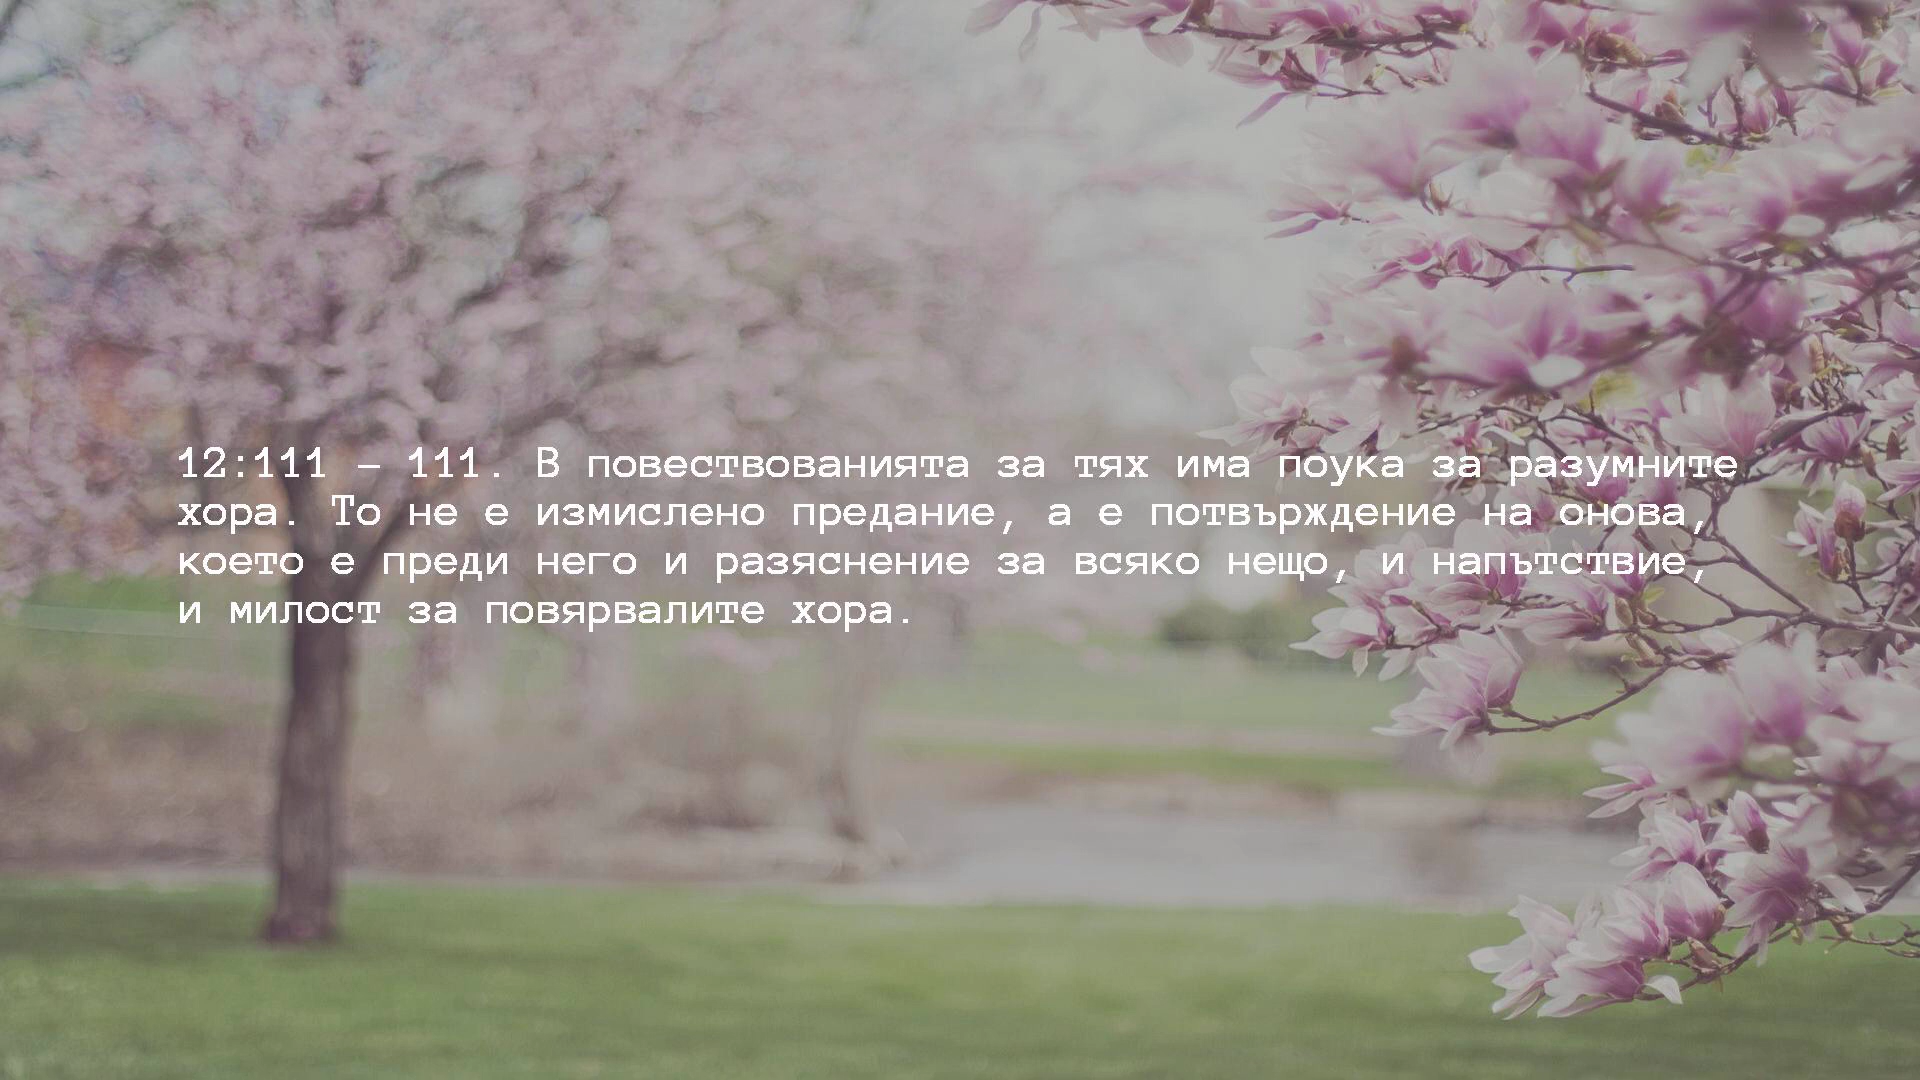 12:111 – 111. В повествованията за тях има поука за разумните
хора. То не е измислено предание, а е потвърждение на онова,
което е преди него и разяснение за всяко нещо, и напътствие,
и милост за повярвалите хора.